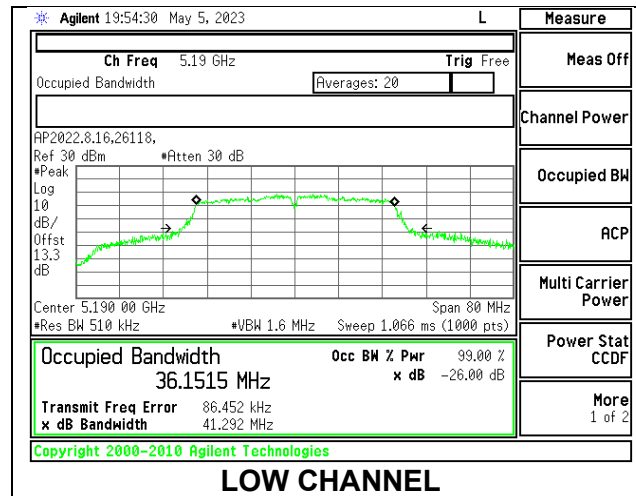 Agilent 19:54:30 May 5, 2023 L
Measure
Ch Freq 5.19 GHz Trig Free
Meas Off
Occupied Bandwidth Averages: 20
Channel Power
AP2022.8.16,26118,
Ref 30 dBm #Atten 30 dB
#Peak
Log
10
dB/
Offst
13.3
dB
Occupied BW
ACP
Multi Carrier
Power
Center 5.190 00 GHz Span 80 MHz
#Res BW 510 kHz #VBW 1.6 MHz Sweep 1.066 ms (1000 pts)
Power Stat
CCDF
Occupied Bandwidth Occ BW % Pwr 99.00 %
36.1515 MHz x dB -26.00 dB
Transmit Freq Error 86.452 kHz
x dB Bandwidth 41.292 MHz
More
1 of 2
Copyright 2000-2010 Agilent Technologies
LOW CHANNEL